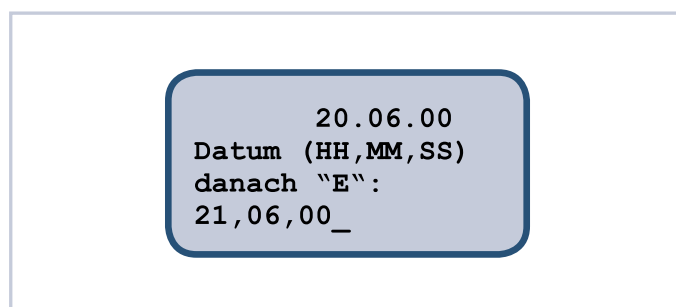 20.06.00
Datum (HH,MM,SS)
danach “E“:
21,06,00_